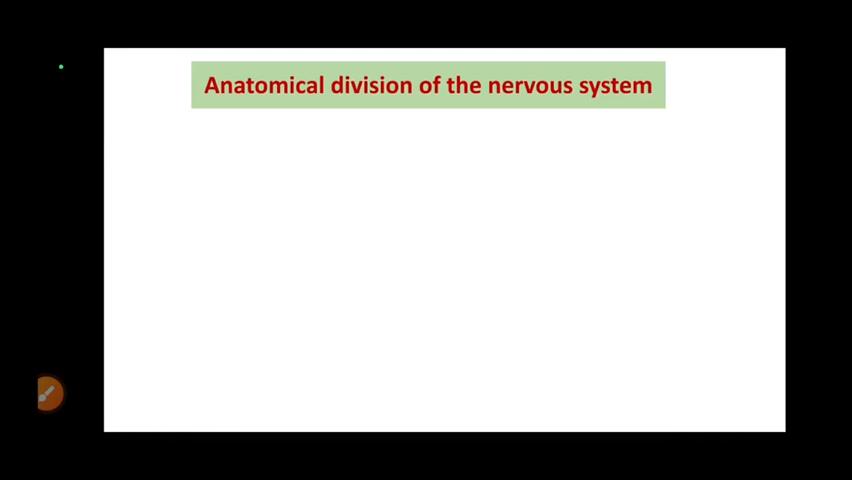 Anatomical division of the nervous system